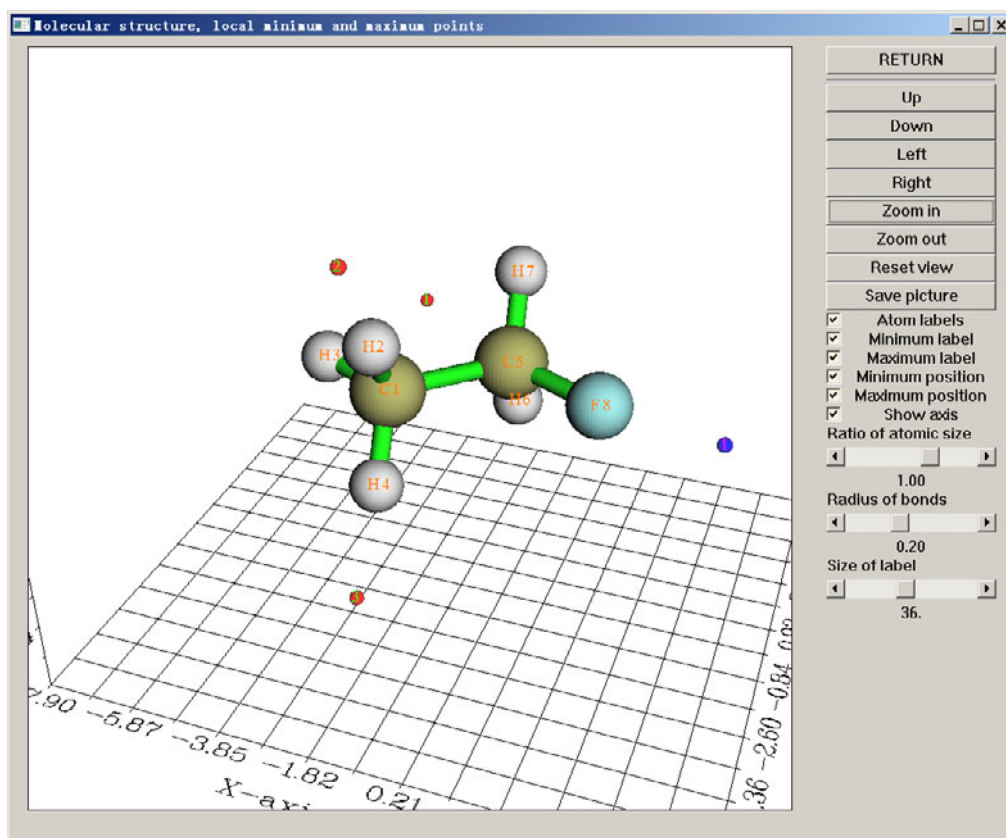 Molecular structure, local minimum and maximum points
RETURN
Up
Down
Left
Right
Zoom in
Zoom out
Reset view
Save picture
Atom labels
Minimum label
Maximum label
Minimum position
Maximum position
Show axis
Ratio of atomic size
1.00
Radius of bonds
0.20
Size of label
36.
2
1
H7
H3
H2
C1
C5
H6
F8
1
H4
3
7.90 -5.87 -3.85 -1.82 0.21
X-axi
-0.84
-2.60
.36